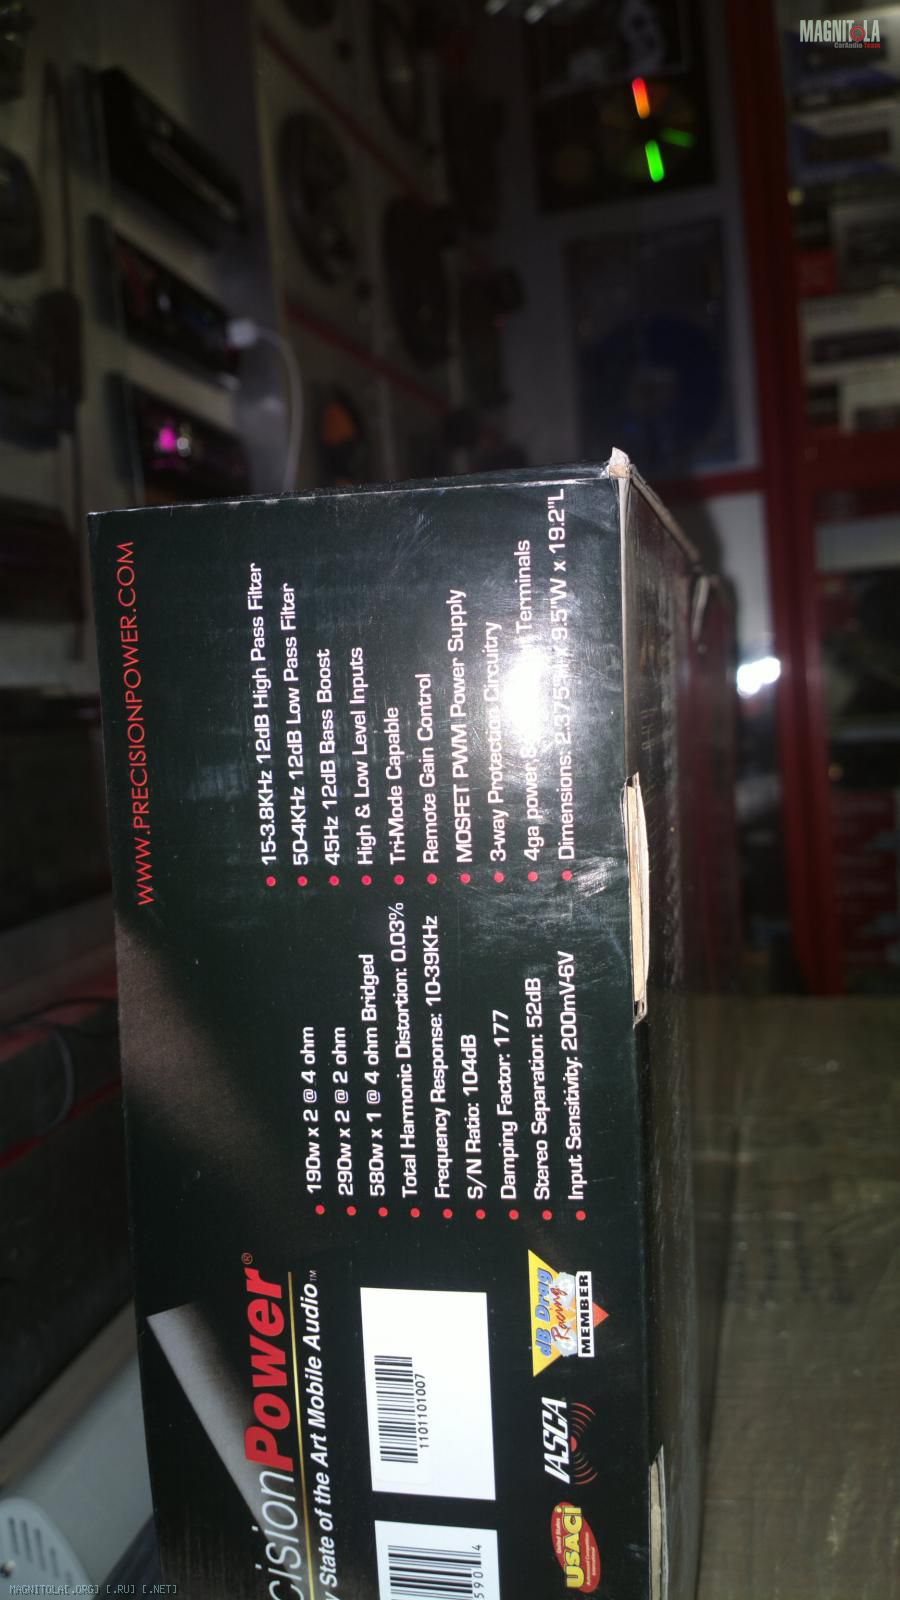 MAGNITOLA
CarAudio Team
WWW.PRECISIONPOWER.COM
cisionPower®
y State of the Art Mobile Audio™
• 190w x 2 @ 4 ohm
• 290w x 2 @ 2 ohm
• 580w x 1 @ 4 ohm Bridged
• Total Harmonic Distortion: 0.03%
• Frequency Response: 10-39KHz
• S/N Ratio: 104dB
• Damping Factor: 177
• Stereo Separation: 52dB
• Input Sensitivity: 200mV-6V
• 15-3.8KHz 12dB High Pass Filter
• 50-4KHz 12dB Low Pass Filter
• 45Hz 12dB Bass Boost
• High & Low Level Inputs
• Tri-Mode Capable
• Remote Gain Control
• MOSFET PWM Power Supply
• 3-way Protection Circuitry
• 4ga power Terminals
• Dimensions: 2.375" 9.5"W x 19.2"L
1101101007
USACi
IASCA
dB Drag
Racing
MEMBER
MAGNITOLA[.ORG] [.RU] [.NET]